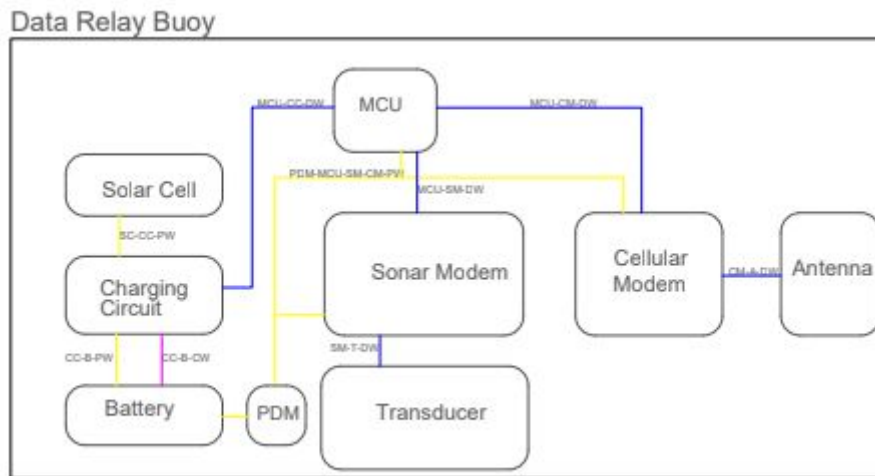 Data Relay Buoy
MCU-CC-DW
MCU
MCU-CM-DW
PDM-MCU-SM-CM-PW
MCU-SM-DW
Solar Cell
SC-CC-PW
Charging
Circuit
Sonar Modem
Cellular
Modem
CM-A-DW
Antenna
CC-B-PW
CC-B-CW
SM-T-DW
Battery
PDM
Transducer